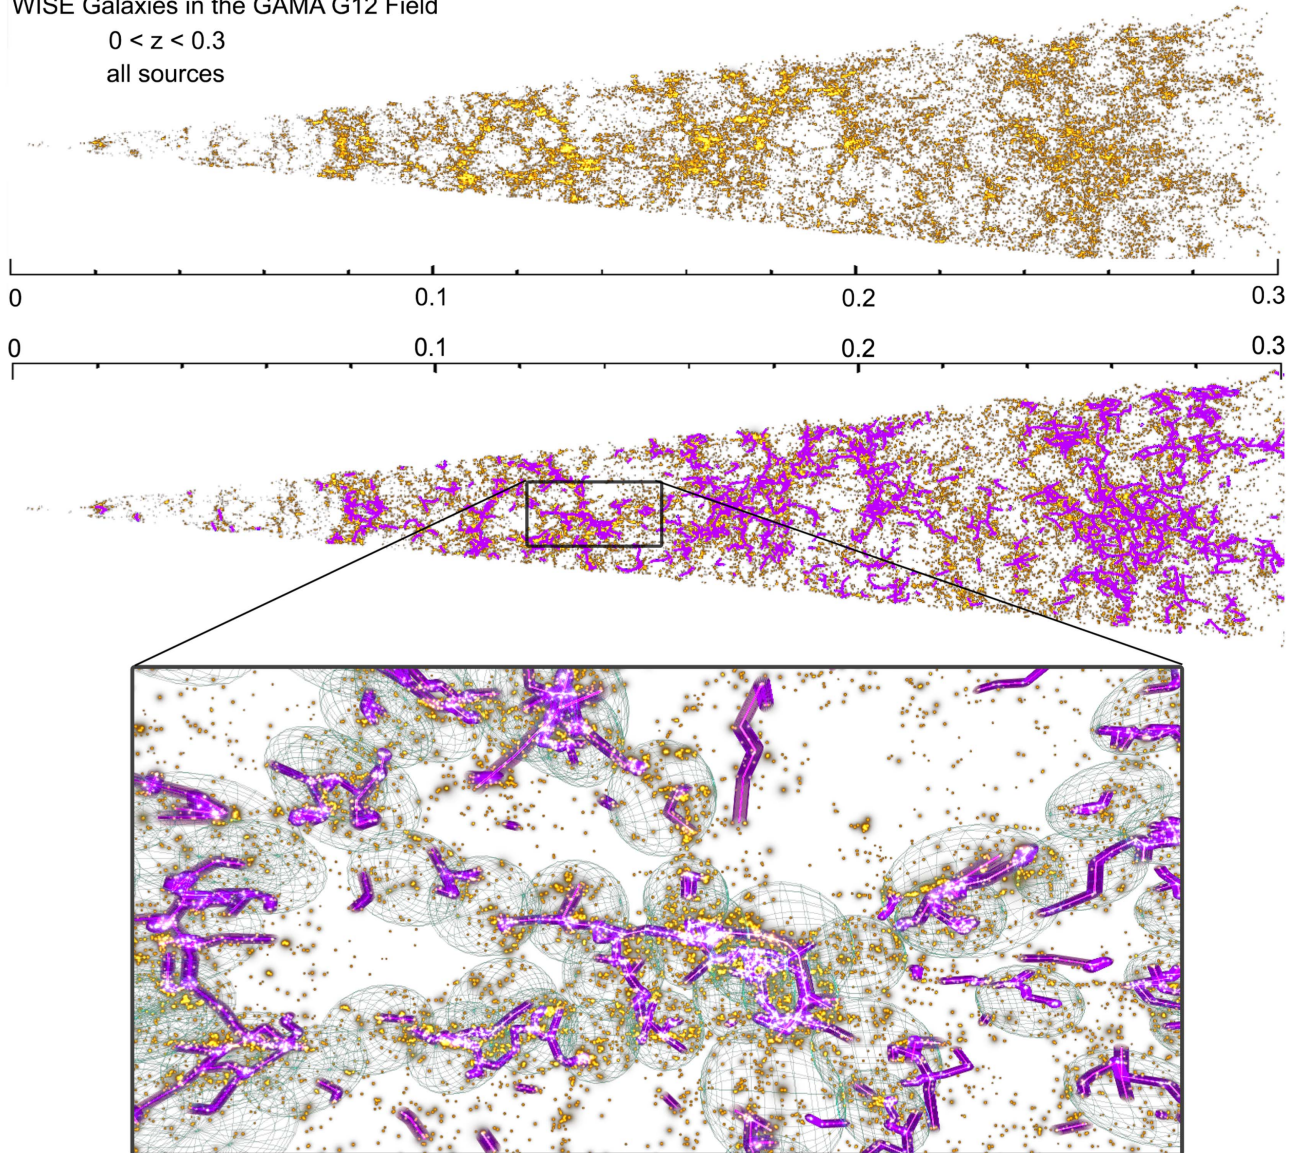 WISE Galaxies in the GAMA G12 Field
0 < z < 0.3
all sources
0 0.1 0.2 0.3
0 0.1 0.2 0.3